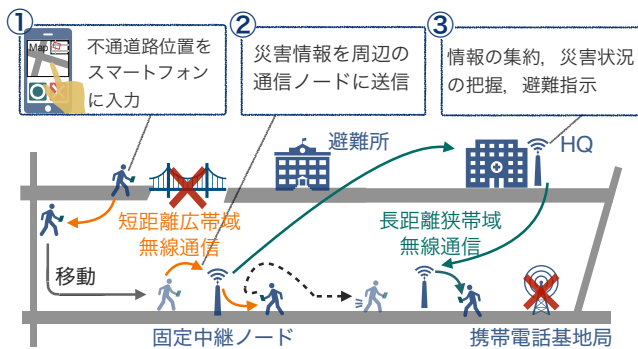 ①
Map
不通道路位置を
スマートフォン
に入力
②
災害情報を周辺の
通信ノードに送信
③
情報の集約，災害状況
の把握，避難指示
避難所
HQ
短距離広帯域
無線通信
長距離狭帯域
無線通信
移動
固定中継ノード
携帯電話基地局